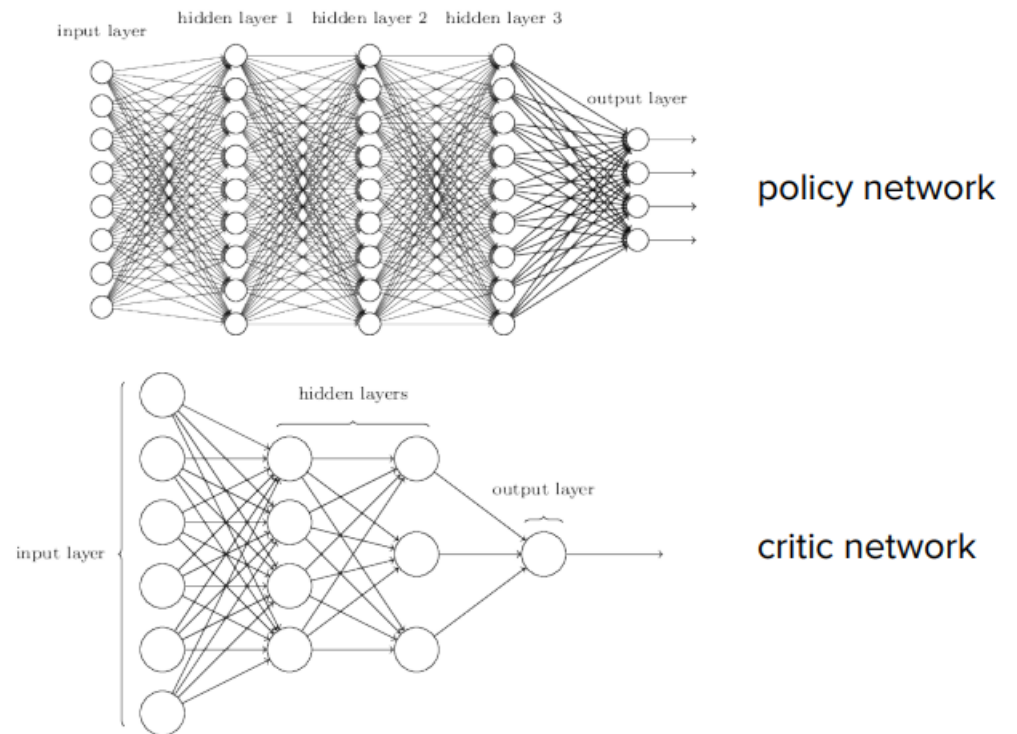 input layer
hidden layer 1
hidden layer 2
hidden layer 3
output layer
policy network
hidden layers
output layer
input layer
critic network